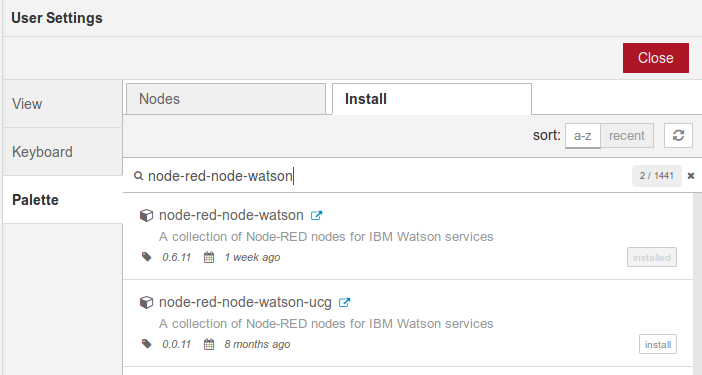 User Settings
Close
View
Keyboard
Palette
Nodes
Install
sort: a-z recent
node-red-node-watson 2 / 1441
node-red-node-watson
A collection of Node-RED nodes for IBM Watson services
0.6.11 1 week ago installed
node-red-node-watson-ucg
A collection of Node-RED nodes for IBM Watson services
0.0.11 8 months ago install